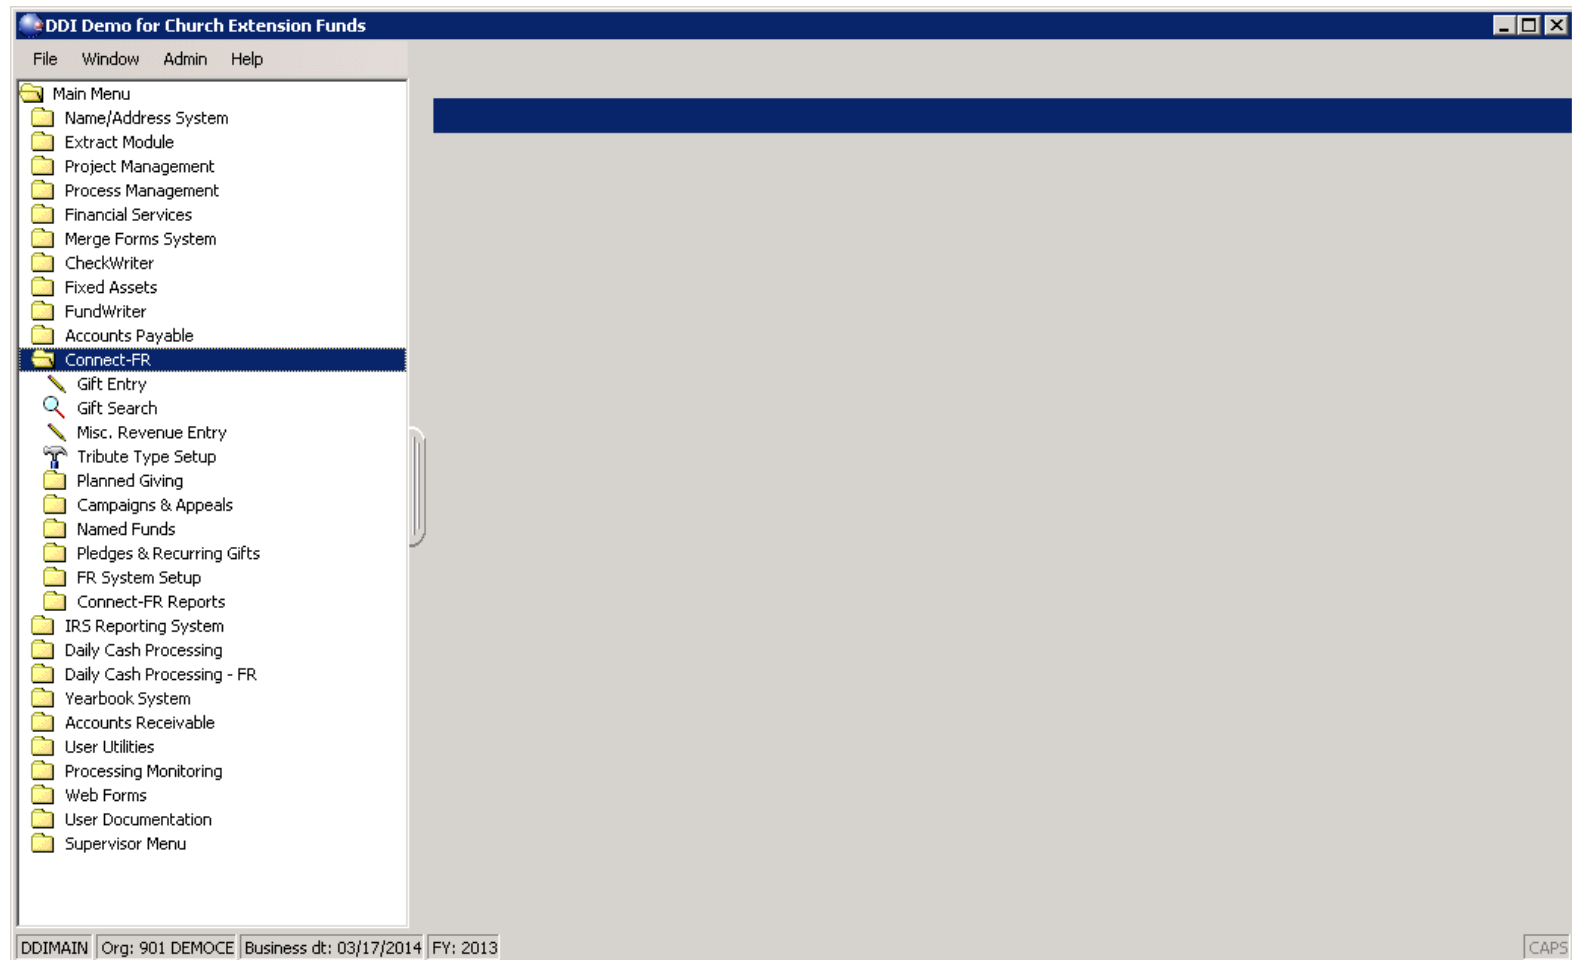 DDI Demo for Church Extension Funds
File Window Admin Help
Main Menu
Name/Address System
Extract Module
Project Management
Process Management
Financial Services
Merge Forms System
CheckWriter
Fixed Assets
FundWriter
Accounts Payable
Connect-FR
Gift Entry
Gift Search
Misc. Revenue Entry
Tribute Type Setup
Planned Giving
Campaigns & Appeals
Named Funds
Pledges & Recurring Gifts
FR System Setup
Connect-FR Reports
IRS Reporting System
Daily Cash Processing
Daily Cash Processing - FR
Yearbook System
Accounts Receivable
User Utilities
Processing Monitoring
Web Forms
User Documentation
Supervisor Menu
DDIMAIN Org: 901 DEMOCE Business dt: 03/17/2014 FY: 2013 CAPS